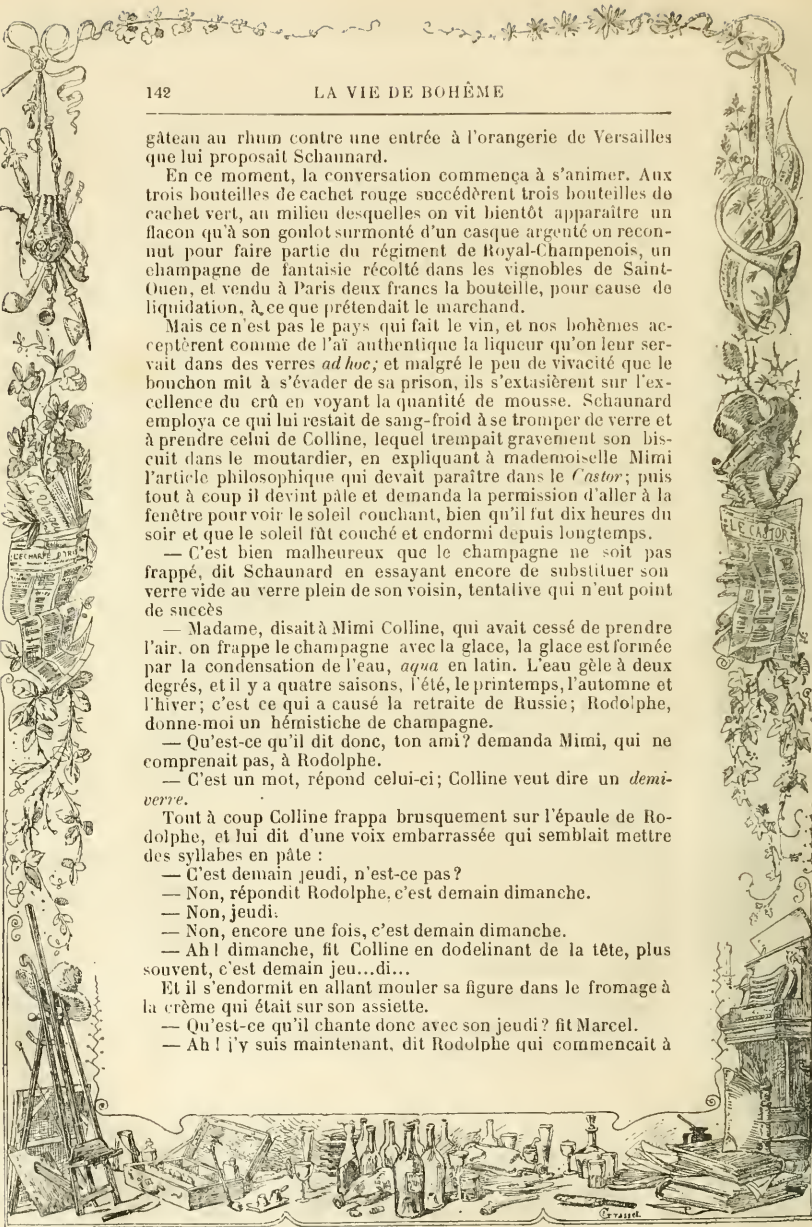 142 LA VIE DE BOHÊME
gâteau au rhum contre une entrée à l'orangerie de Versailles
que lui proposait Schaunard.
En ce moment, la conversation commença à s'animer. Aux
trois bouteilles de cachet rouge succédèrent trois bouteilles de
cachet vert, au milieu desquelles on vit bientôt apparaître un
flacon qu'à son goulot surmonté d'un casque argenté on recon-
nut pour faire partie du régiment de Royal-Champenois, un
champagne de fantaisie récolté dans les vignobles de Saint-
Ouen, et vendu à Paris deux francs la bouteille, pour cause de
liquidation, à ce que prétendait le marchand.
Mais ce n'est pas le pays qui fait le vin, et nos bohèmes ac-
ceptèrent comme de l'aï authentique la liqueur qu'on leur ser-
vait dans des verres ad hoc; et malgré le peu de vivacité que le
bouchon mit à s'évader de sa prison, ils s'extasièrent sur l'ex-
cellence du crû en voyant la quantité de mousse. Schaunard
employa ce qui lui restait de sang-froid à se tromper de verre et
à prendre celui de Colline, lequel trempait gravement son bis-
cuit dans le moutardier, en expliquant à mademoiselle Mimi
l'article philosophique qui devait paraître dans le Castor; puis
tout à coup il devint pâle et demanda la permission d'aller à la
fenêtre pour voir le soleil couchant, bien qu'il fut dix heures du
soir et que le soleil fût couché et endormi depuis longtemps.
— C'est bien malheureux que le champagne ne soit pas
frappé, dit Schaunard en essayant encore de substituer son
verre vide au verre plein de son voisin, tentative qui n'eut point
de succès
— Madame, disait à Mimi Colline, qui avait cessé de prendre
l'air, on frappe le champagne avec la glace, la glace est formée
par la condensation de l'eau, aqua en latin. L'eau gèle à deux
degrés, et il y a quatre saisons, l'été, le printemps, l'automne et
l'hiver; c'est ce qui a causé la retraite de Russie; Rodolphe,
donne-moi un hémistiche de champagne.
— Qu'est-ce qu'il dit donc, ton ami? demanda Mimi, qui ne
comprenait pas, à Rodolphe.
— C'est un mot, répond celui-ci; Colline veut dire un demi-
verre.
Tout à coup Colline frappa brusquement sur l'épaule de Ro-
dolphe, et lui dit d'une voix embarrassée qui semblait mettre
des syllabes en pâte :
— C'est demain jeudi, n'est-ce pas?
— Non, répondit Rodolphe, c'est demain dimanche.
— Non, jeudi.
— Non, encore une fois, c'est demain dimanche.
— Ah! dimanche, fit Colline en dodelinant de la tête, plus
souvent, c'est demain jeu...di...
Et il s'endormit en allant mouler sa figure dans le fromage à
la crème qui était sur son assiette.
— Qu'est-ce qu'il chante donc avec son jeudi? fit Marcel.
— Ah! j'y suis maintenant, dit Rodolphe qui commençait à
L'ECHARPE D'IRIS
LE CASTOR
Grasset